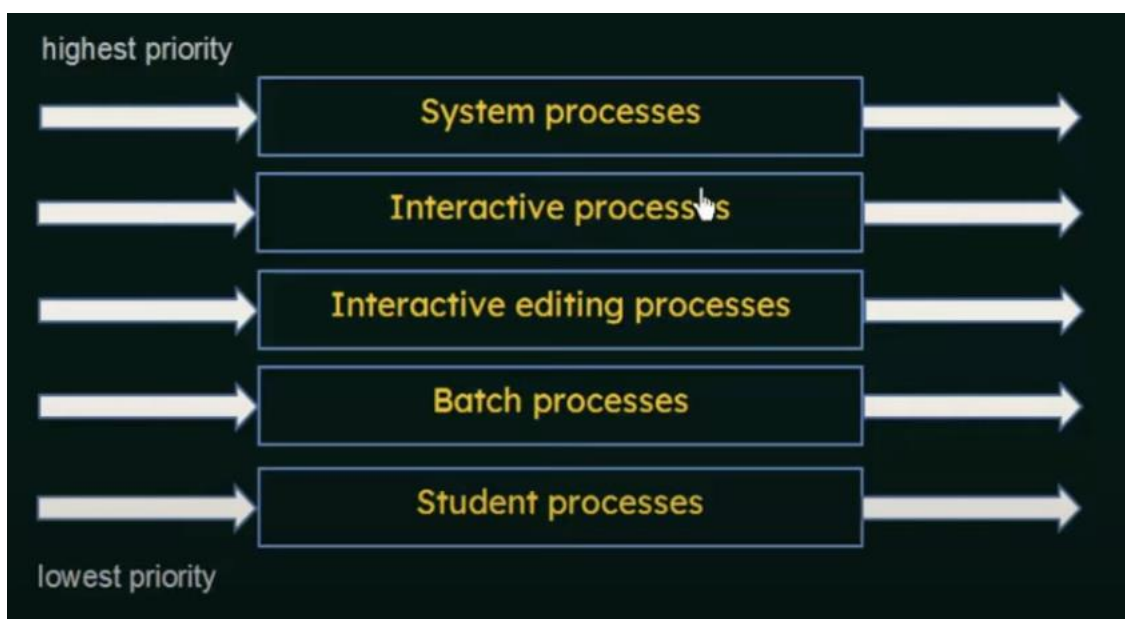 highest priority
System processes
Interactive processes
Interactive editing processes
Batch processes
Student processes
lowest priority